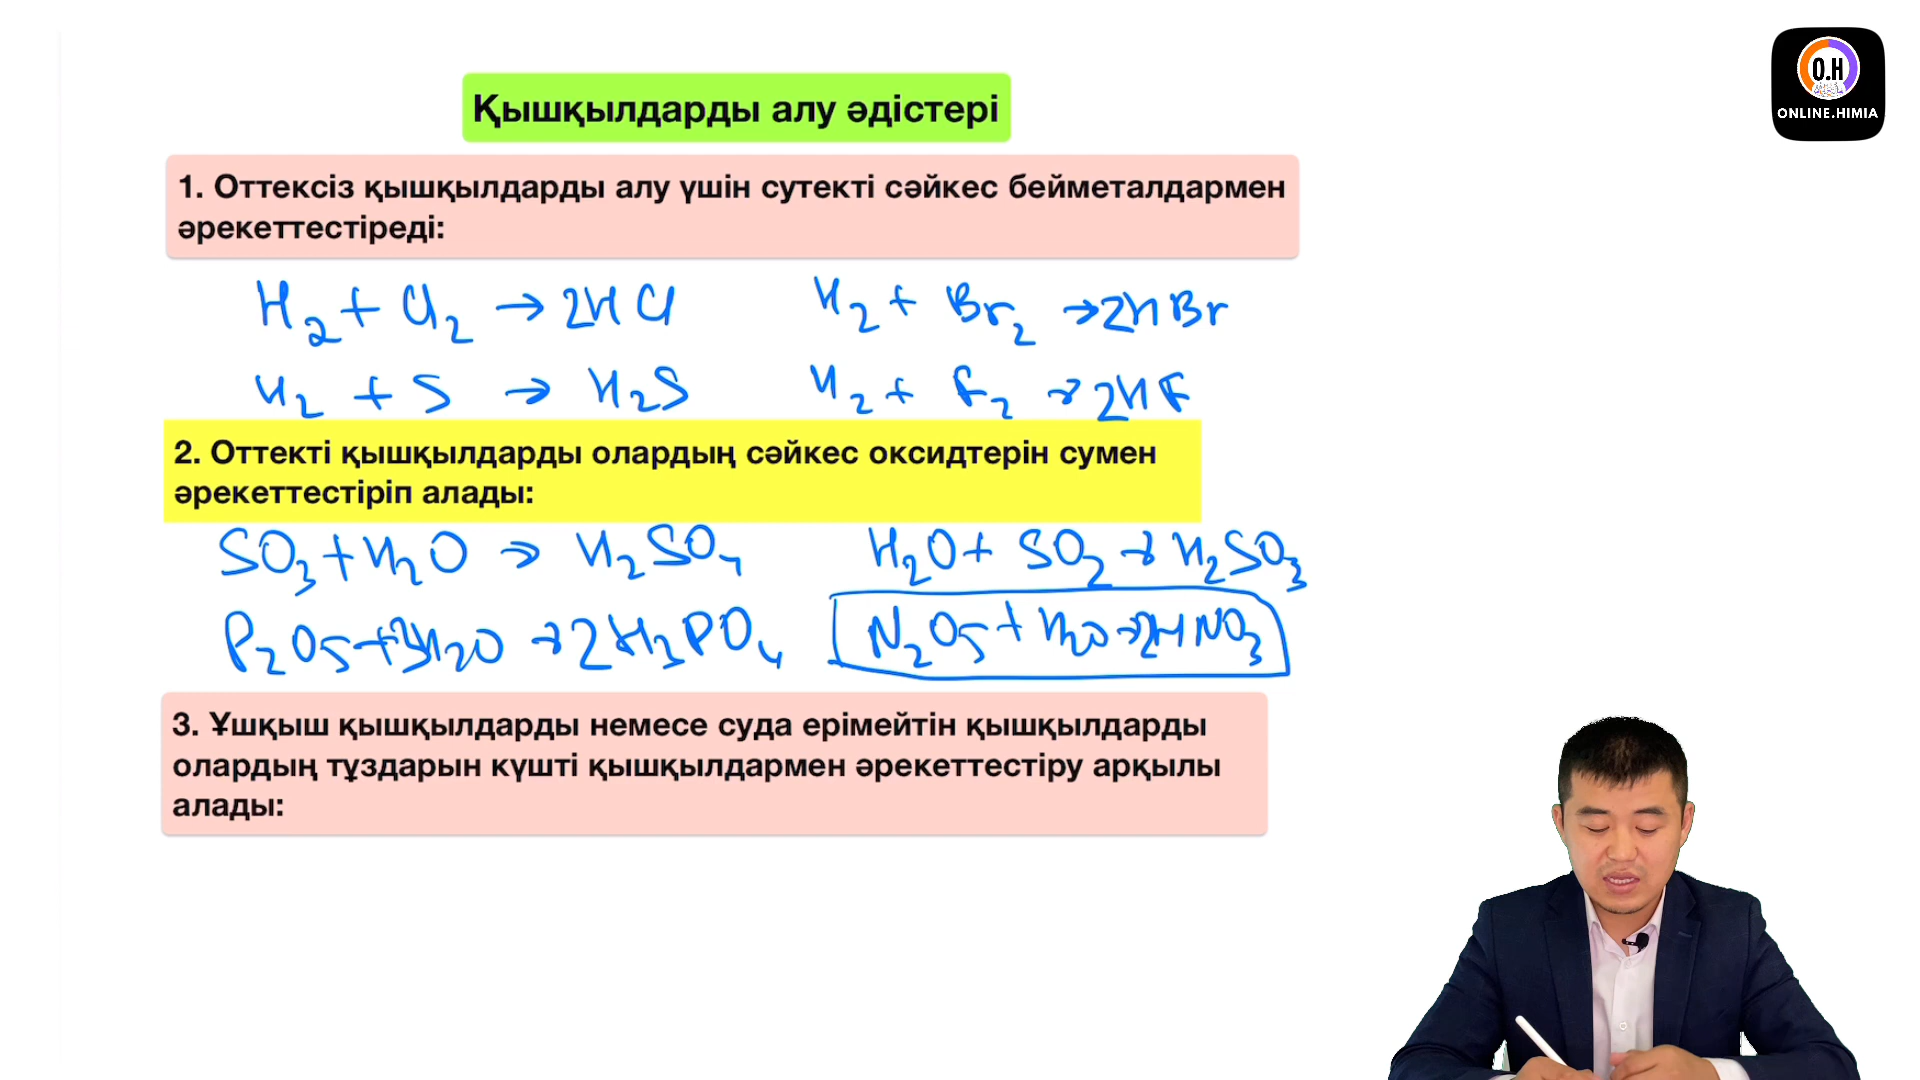 O.H
ONLINE.HIMIA
Қышқылдарды алу әдістері
1. Оттексіз қышқылдарды алу үшін сутекті сәйкес бейметалдармен
әрекеттестіреді:
H₂ + Cl₂ → 2HCl
H₂ + Br₂ → 2HBr
H₂ + S → H₂S
H₂ + F₂ → 2HF
2. Оттекті қышқылдарды олардың сәйкес оксидтерін сумен
әрекеттестіріп алады:
SO₃ + H₂O → H₂SO₄
H₂O + SO₂ → H₂SO₃
P₂O₅ + 3H₂O → 2H₃PO₄
N₂O₅ + H₂O → 2HNO₃
3. Ұшқыш қышқылдарды немесе суда ерімейтін қышқылдарды
олардың тұздарын күшті қышқылдармен әрекеттестіру арқылы
алады: